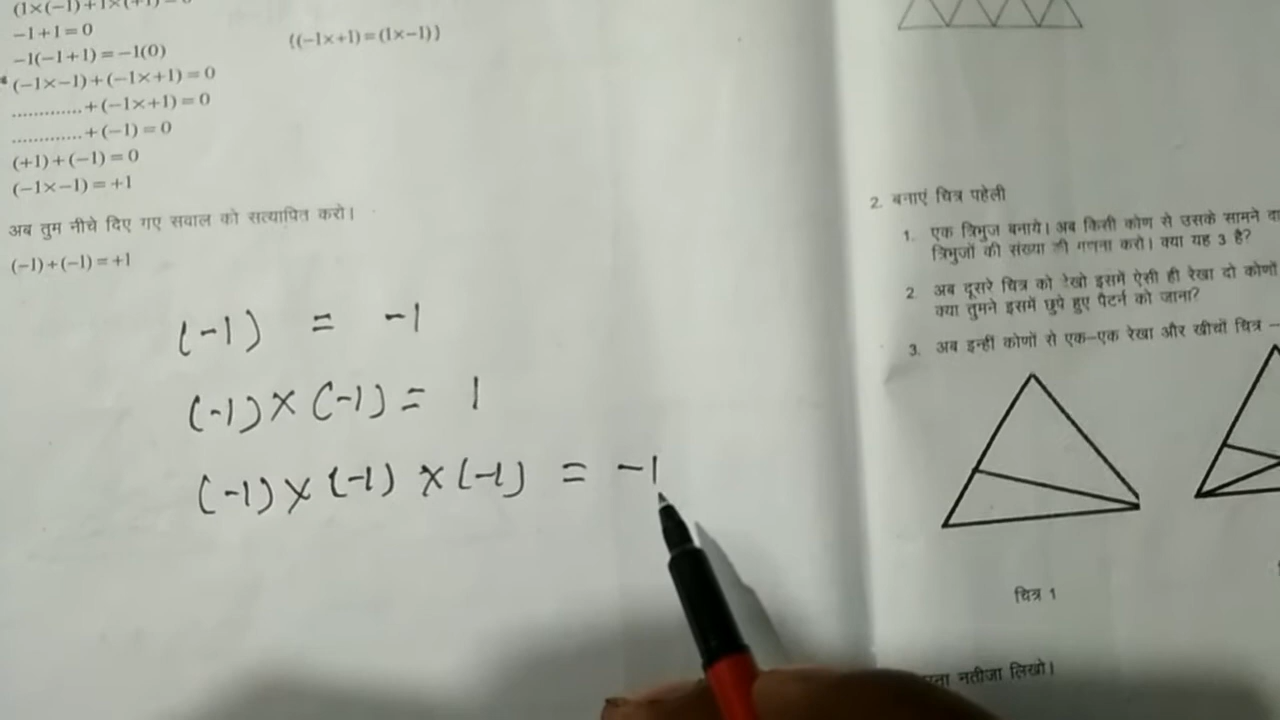 (1×(−1)+1×(+1)=0
−1+1=0
−1(−1+1)=−1(0)
{(−1×+1)=(1×−1)}
(−1×−1)+(−1×+1)=0
.............+(−1×+1)=0
.............+(−1)=0
(+1)+(−1)=0
(−1×−1)=+1
अब तुम नीचे दिए गए सवाल को सत्यापित करो।
(−1)+(−1)=+1
(-1) = -1
(-1)×(-1)= 1
(-1)×(-1)×(-1) = -1
2. बनाएं चित्र पहेली
1. एक त्रिभुज बनाये। अब किसी कोण से उसके सामने
त्रिभुजों की संख्या की गणना करो। क्या यह 3 है?
2. अब दूसरे चित्र को देखो इसमें ऐसी ही रेखा दो कोणों
क्या तुमने इसमें छुपे हुए पैटर्न को जाना?
3. अब इन्हीं कोणों से एक–एक रेखा और खीचों चित्र –
चित्र 1
नतीजा लिखो।